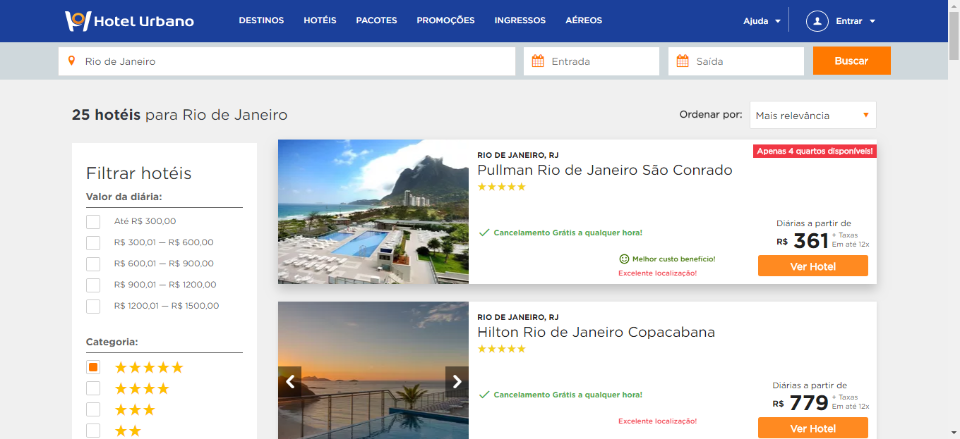 Hotel Urbano
DESTINOS HOTÉIS PACOTES PROMOÇÕES INGRESSOS AÉREOS
Ajuda Entrar
Rio de Janeiro Entrada Saída Buscar
25 hotéis para Rio de Janeiro
Ordenar por: Mais relevância
Filtrar hotéis
Valor da diária:
Até R$ 300,00
R$ 300,01 — R$ 600,00
R$ 600,01 — R$ 900,00
R$ 900,01 — R$ 1200,00
R$ 1200,01 — R$ 1500,00
Categoria:
RIO DE JANEIRO, RJ
Apenas 4 quartos disponíveis!
Pullman Rio de Janeiro São Conrado
Cancelamento Grátis a qualquer hora!
Melhor custo benefício!
Excelente localização!
Diárias a partir de
R$ 361 + Taxas
Em até 12x
Ver Hotel
RIO DE JANEIRO, RJ
Hilton Rio de Janeiro Copacabana
Cancelamento Grátis a qualquer hora!
Excelente localização!
Diárias a partir de
R$ 779 + Taxas
Em até 12x
Ver Hotel